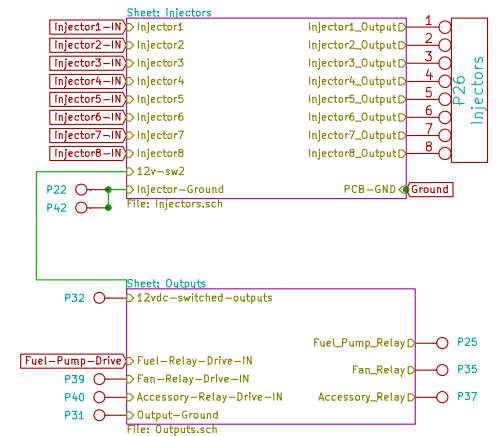 Sheet: Injectors
Injector1-IN Injector1 Injector1_Output 1
Injector2-IN Injector2 Injector2_Output 2
Injector3-IN Injector3 Injector3_Output 3
Injector4-IN Injector4 Injector4_Output 4
Injector5-IN Injector5 Injector5_Output 5
Injector6-IN Injector6 Injector6_Output 6
Injector7-IN Injector7 Injector7_Output 7
Injector8-IN Injector8 Injector8_Output 8
P26
Injectors
12v-sw2
P22 Injector-Ground PCB-GND Ground
P42
File: Injectors.sch
Sheet: Outputs
P32 12vdc-switched-outputs
Fuel_Pump_Relay P25
Fuel-Pump-Drive Fuel-Relay-Drive-IN
Fan_Relay P35
P39 Fan-Relay-Drive-IN
P40 Accessory-Relay-Drive-IN Accessory_Relay P37
P31 Output-Ground
File: Outputs.sch